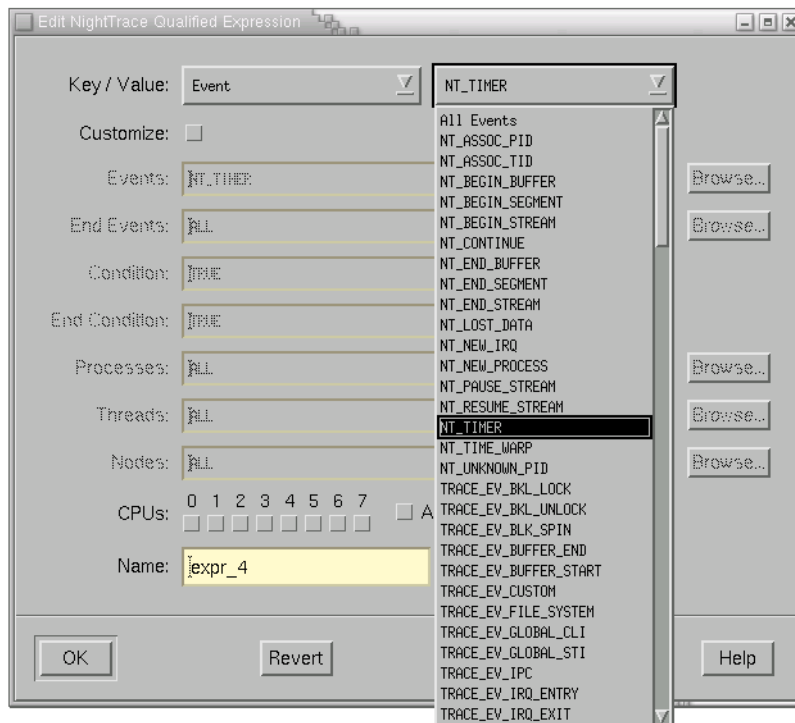 Edit NightTrace Qualified Expression
Key / Value: Event NT_TIMER
Customize:
Events: NT_TIMER Browse...
End Events: ALL Browse...
Condition: TRUE
End Condition: TRUE
Processes: ALL Browse...
Threads: ALL Browse...
Nodes: ALL Browse...
CPUs: 0 1 2 3 4 5 6 7 A
Name: expr_4
OK Revert Help
All Events
NT_ASSOC_PID
NT_ASSOC_TID
NT_BEGIN_BUFFER
NT_BEGIN_SEGMENT
NT_BEGIN_STREAM
NT_CONTINUE
NT_END_BUFFER
NT_END_SEGMENT
NT_END_STREAM
NT_LOST_DATA
NT_NEW_IRQ
NT_NEW_PROCESS
NT_PAUSE_STREAM
NT_RESUME_STREAM
NT_TIMER
NT_TIME_WARP
NT_UNKNOWN_PID
TRACE_EV_BKL_LOCK
TRACE_EV_BKL_UNLOCK
TRACE_EV_BLK_SPIN
TRACE_EV_BUFFER_END
TRACE_EV_BUFFER_START
TRACE_EV_CUSTOM
TRACE_EV_FILE_SYSTEM
TRACE_EV_GLOBAL_CLI
TRACE_EV_GLOBAL_STI
TRACE_EV_IPC
TRACE_EV_IRQ_ENTRY
TRACE_EV_IRQ_EXIT